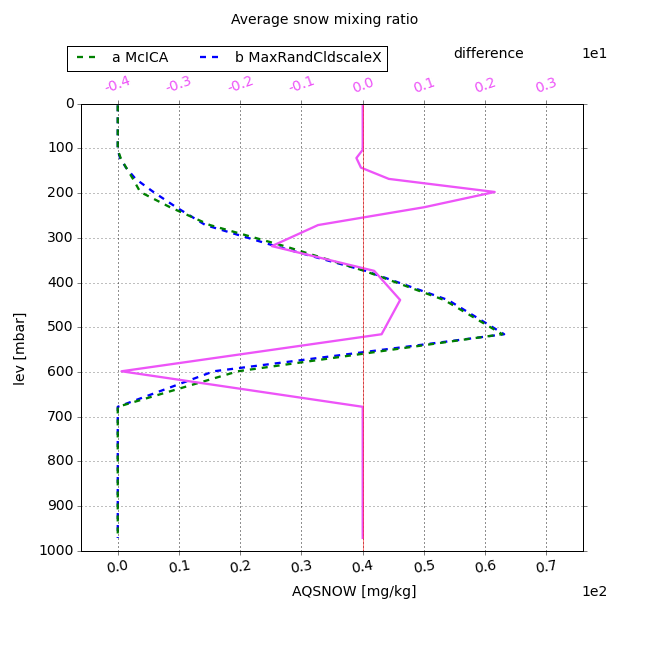 Average snow mixing ratio
a McICA b MaxRandCldscaleX
difference 1e1
-0.4 -0.3 -0.2 -0.1 0.0 0.1 0.2 0.3
0
100
200
300
400
500
600
700
800
900
1000
lev [mbar]
0.0 0.1 0.2 0.3 0.4 0.5 0.6 0.7
AQSNOW [mg/kg] 1e2